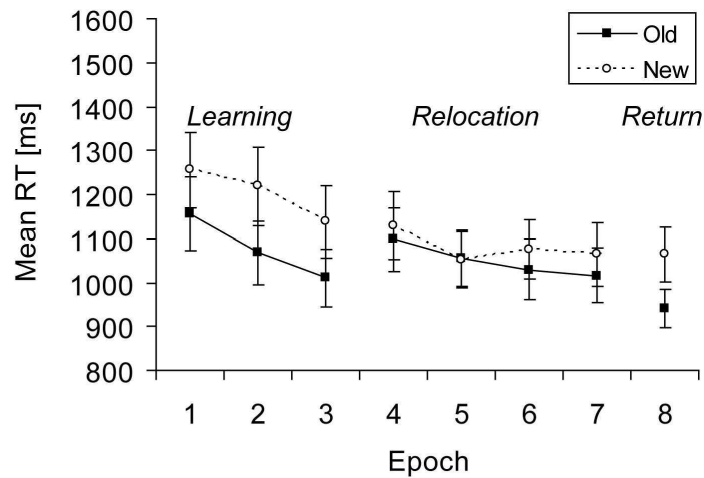 1600
1500
1400
1300
1200
1100
1000
900
800
Mean RT [ms]
Old
New
Learning
Relocation
Return
1 2 3 4 5 6 7 8
Epoch